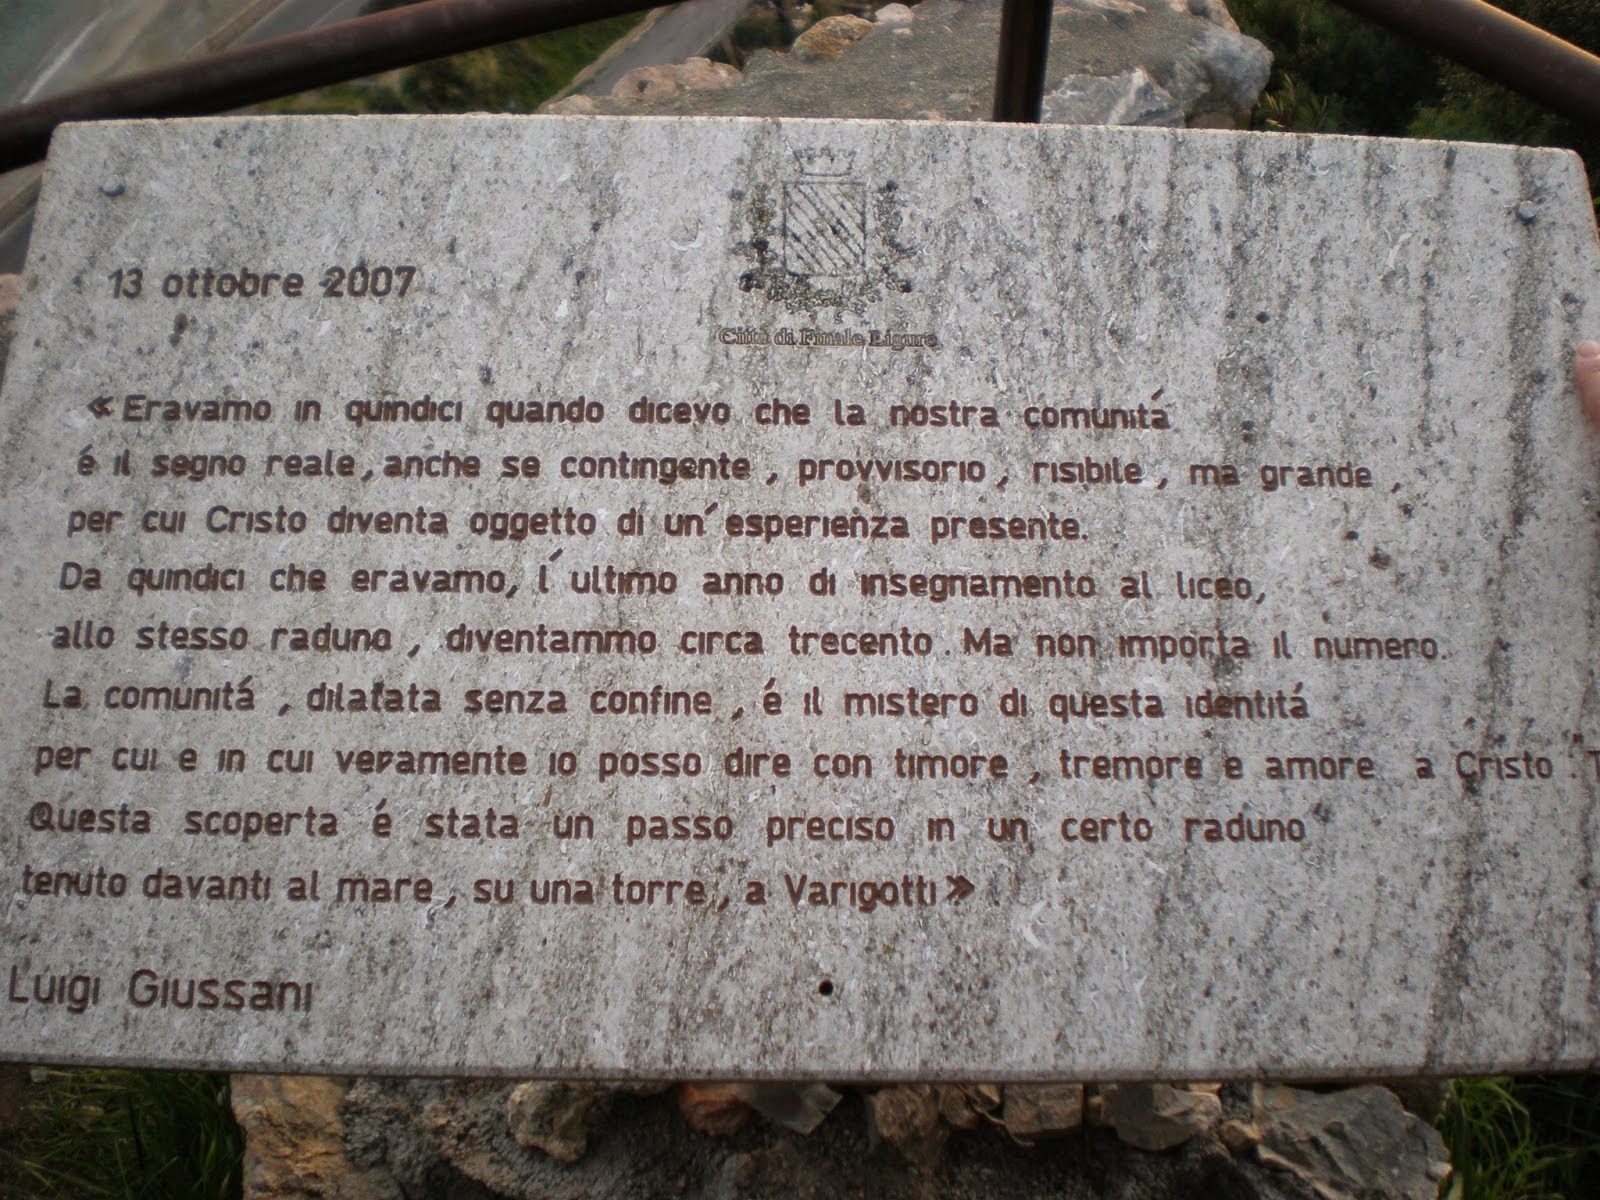 Città di Finale Ligure
13 ottobre 2007
«Eravamo in quindici quando dicevo che la nostra comunitá
é il segno reale, anche se contingente, provvisorio, risibile, ma grande,
per cui Cristo diventa oggetto di un'esperienza presente.
Da quindici che eravamo, l'ultimo anno di insegnamento al liceo,
allo stesso raduno, diventammo circa trecento. Ma non importa il numero.
La comunitá, dilatata senza confine, é il mistero di questa identitá
per cui e in cui veramente io posso dire con timore, tremore e amore a Cristo: T
Questa scoperta é stata un passo preciso in un certo raduno
tenuto davanti al mare, su una torre, a Varigotti»
Luigi Giussani